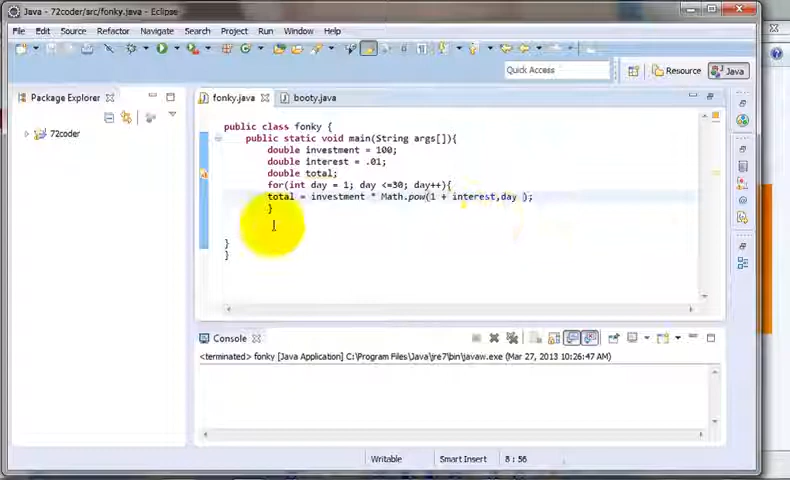 Java - 72coder/src/fonky.java - Eclipse
File Edit Source Refactor Navigate Search Project Run Window Help
Quick Access
Resource
Java
Package Explorer
fonky.java
booty.java
72coder
public class fonky {
public static void main(String args[]){
double investment = 100;
double interest = .01;
double total;
for(int day = 1; day <=30; day++){
total = investment * Math.pow(1 + interest,day );
}
}
}
Console
<terminated> fonky [Java Application] C:\Program Files\Java\jre7\bin\javaw.exe (Mar 27, 2013 10:26:47 AM)
Writable
Smart Insert
8 : 56